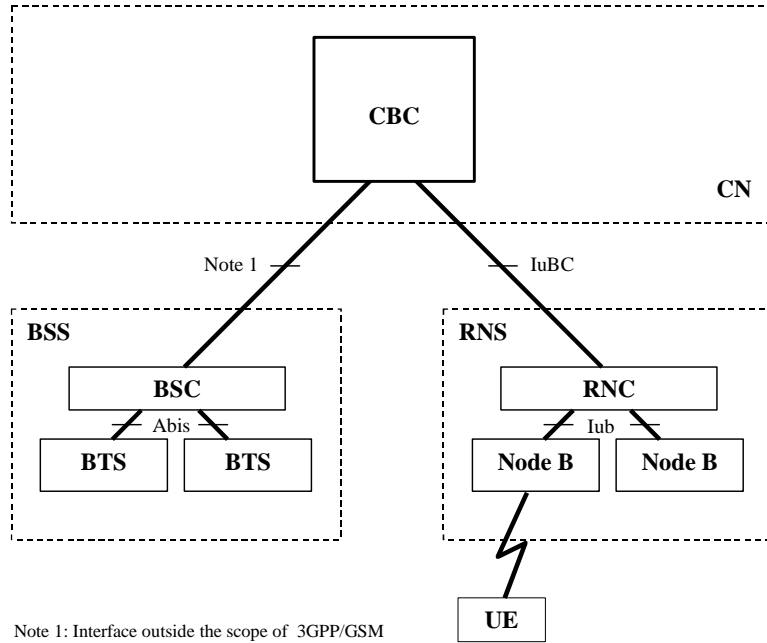 CBC
CN
Note 1
IuBC
BSS
RNS
BSC
RNC
Abis
Iub
BTS
BTS
Node B
Node B
UE
Note 1: Interface outside the scope of 3GPP/GSM